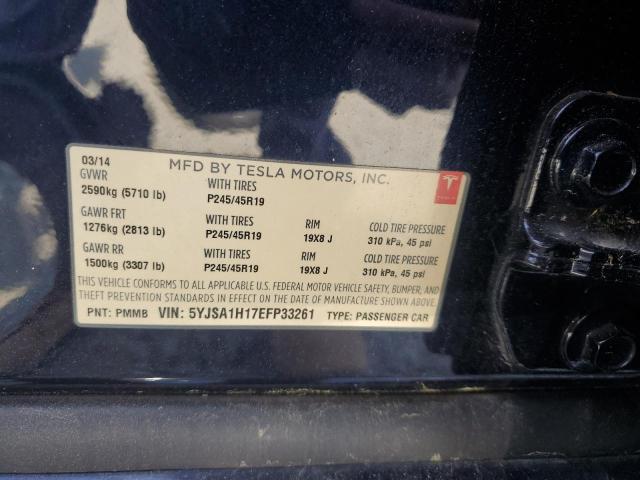 03/14 MFD BY TESLA MOTORS, INC.
GVWR WITH TIRES
2590kg (5710 lb) P245/45R19
TESLA
GAWR FRT WITH TIRES RIM COLD TIRE PRESSURE
1276kg (2813 lb) P245/45R19 19X8 J 310 kPa, 45 psi
GAWR RR WITH TIRES RIM COLD TIRE PRESSURE
1500kg (3307 lb) P245/45R19 19X8 J 310 kPa, 45 psi
THIS VEHICLE CONFORMS TO ALL APPLICABLE U.S. FEDERAL MOTOR VEHICLE SAFETY, BUMPER, AND
THEFT PREVENTION STANDARDS IN EFFECT ON THE DATE OF MANUFACTURE SHOWN ABOVE.
PNT: PMMB VIN: 5YJSA1H17EFP33261 TYPE: PASSENGER CAR